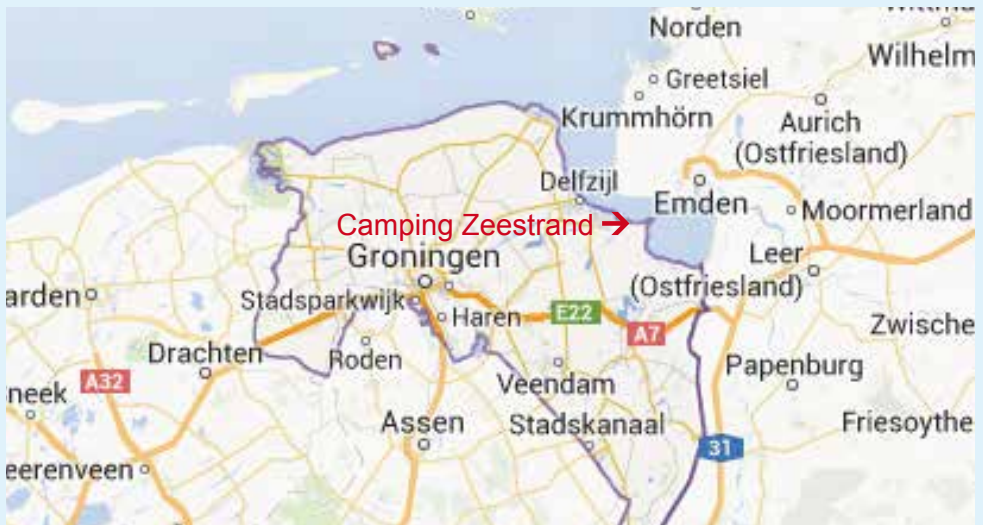 Norden
Wilhelm
Greetsiel
Krummhörn
Aurich
(Ostfriesland)
Delfzijl
Emden
Moormerland
Camping Zeestrand →
Groningen
Leer
(Ostfriesland)
arden
Stadsparkwijk
Haren
E22
A7
Zwische
Drachten
Roden
A32
Veendam
Papenburg
neek
Assen
Stadskanaal
Friesoythe
31
eerenveen